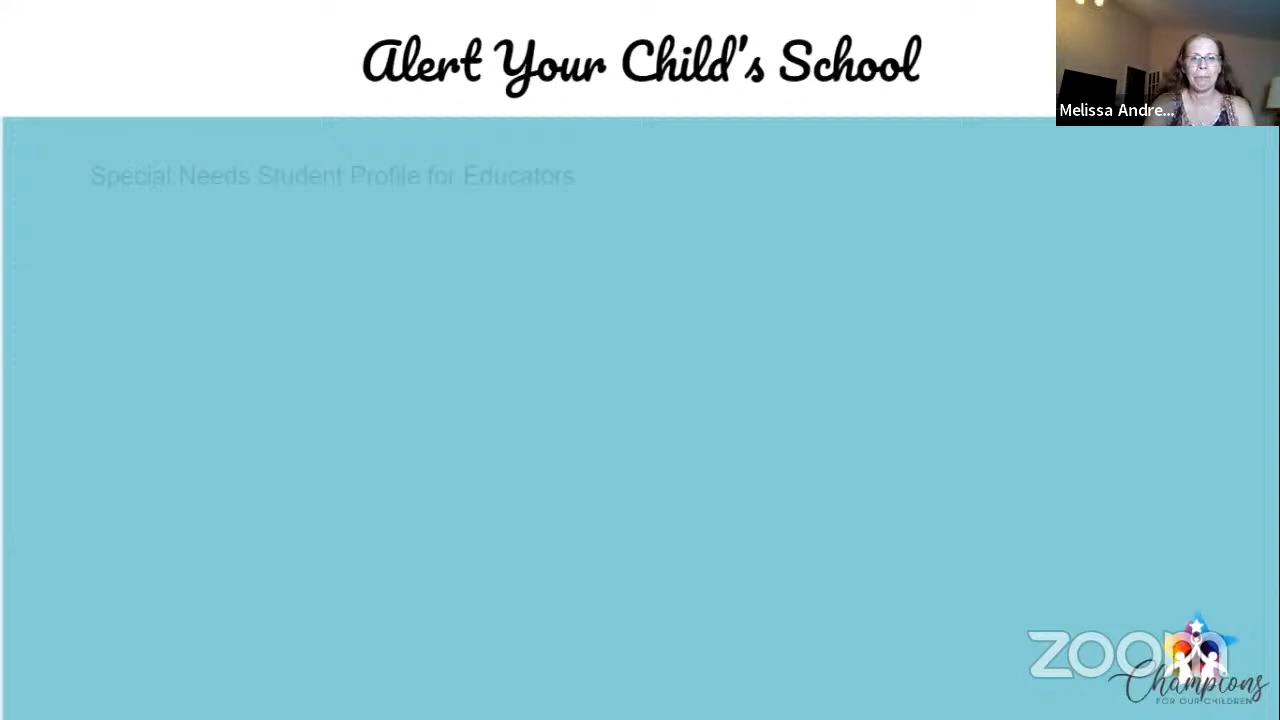 Alert Your Child's School
Melissa Andre...
Special Needs Student Profile for Educators
zoom
Champions
FOR OUR CHILDREN